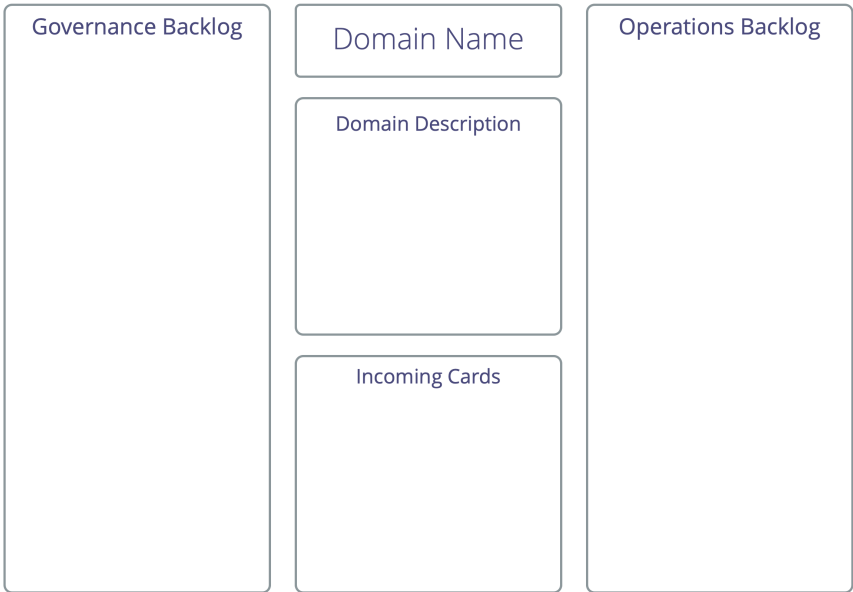 Governance Backlog
Domain Name
Operations Backlog
Domain Description
Incoming Cards